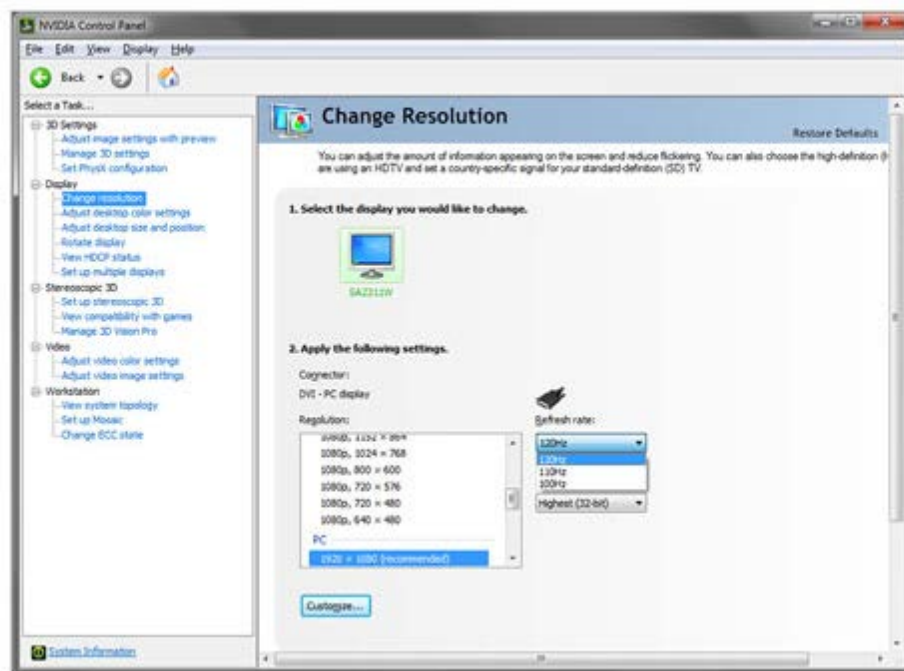 NVIDIA Control Panel
File Edit View Display Help
Back
Select a Task...
3D Settings
Adjust image settings with preview
Manage 3D settings
Set PhysX configuration
Display
Change resolution
Adjust desktop color settings
Adjust desktop size and position
Rotate display
View HDCP status
Set up multiple displays
Stereoscopic 3D
Set up stereoscopic 3D
View compatibility with games
Manage 3D Vision Pro
Video
Adjust video color settings
Adjust video image settings
Workstation
View system topology
Set up Mosaic
Change ECC state
System Information
Change Resolution
Restore Defaults
You can adjust the amount of information appearing on the screen and reduce flickering. You can also choose the high-definition (H
are using an HDTV and set a country-specific signal for your standard-definition (SD) TV.
1. Select the display you would like to change.
2. Apply the following settings.
Connector:
DVI - PC display
Resolution:
1080p, 1152 × 864
1080p, 1024 × 768
1080p, 800 × 600
1080p, 720 × 576
1080p, 720 × 480
1080p, 640 × 480
PC
1920 × 1080 (recommended)
Refresh rate:
120Hz
120Hz
110Hz
100Hz
Highest (32-bit)
Customize...